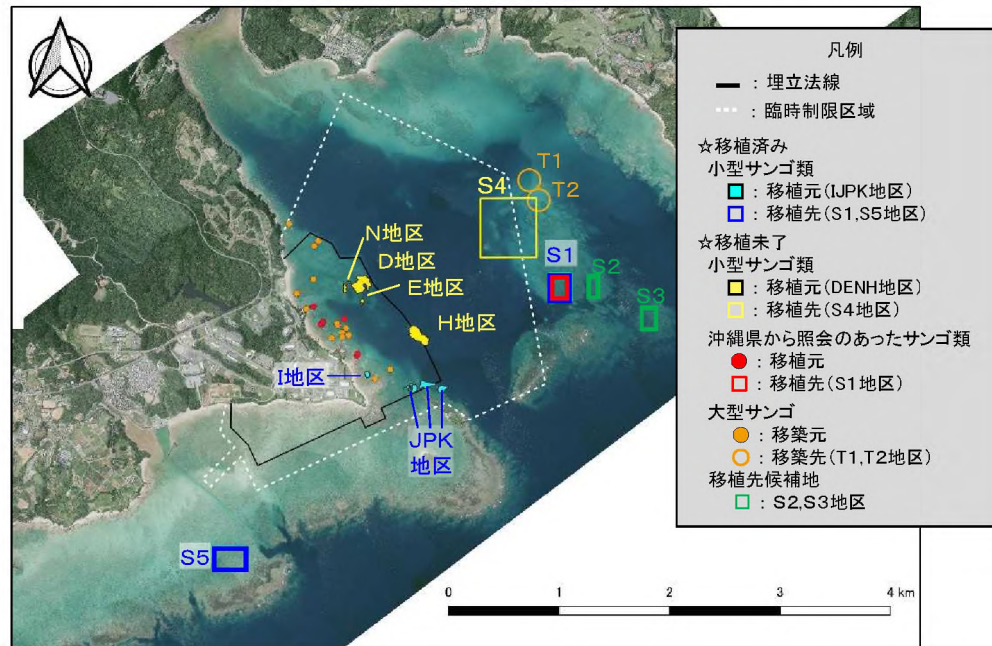 T1
T2
S4
N地区
D地区
E地区
H地区
S1
S2
S3
I地区
JPK
地区
S5
0 1 2 3 4 km
凡例
：埋立法線
：臨時制限区域
☆移植済み
小型サンゴ類
：移植元(IJPK地区)
：移植先(S1,S5地区)
☆移植未了
小型サンゴ類
：移植元(DENH地区)
：移植先(S4地区)
沖縄県から照会のあったサンゴ類
：移植元
：移植先(S1地区)
大型サンゴ
：移築元
：移築先(T1,T2地区)
移植先候補地
：S2,S3地区